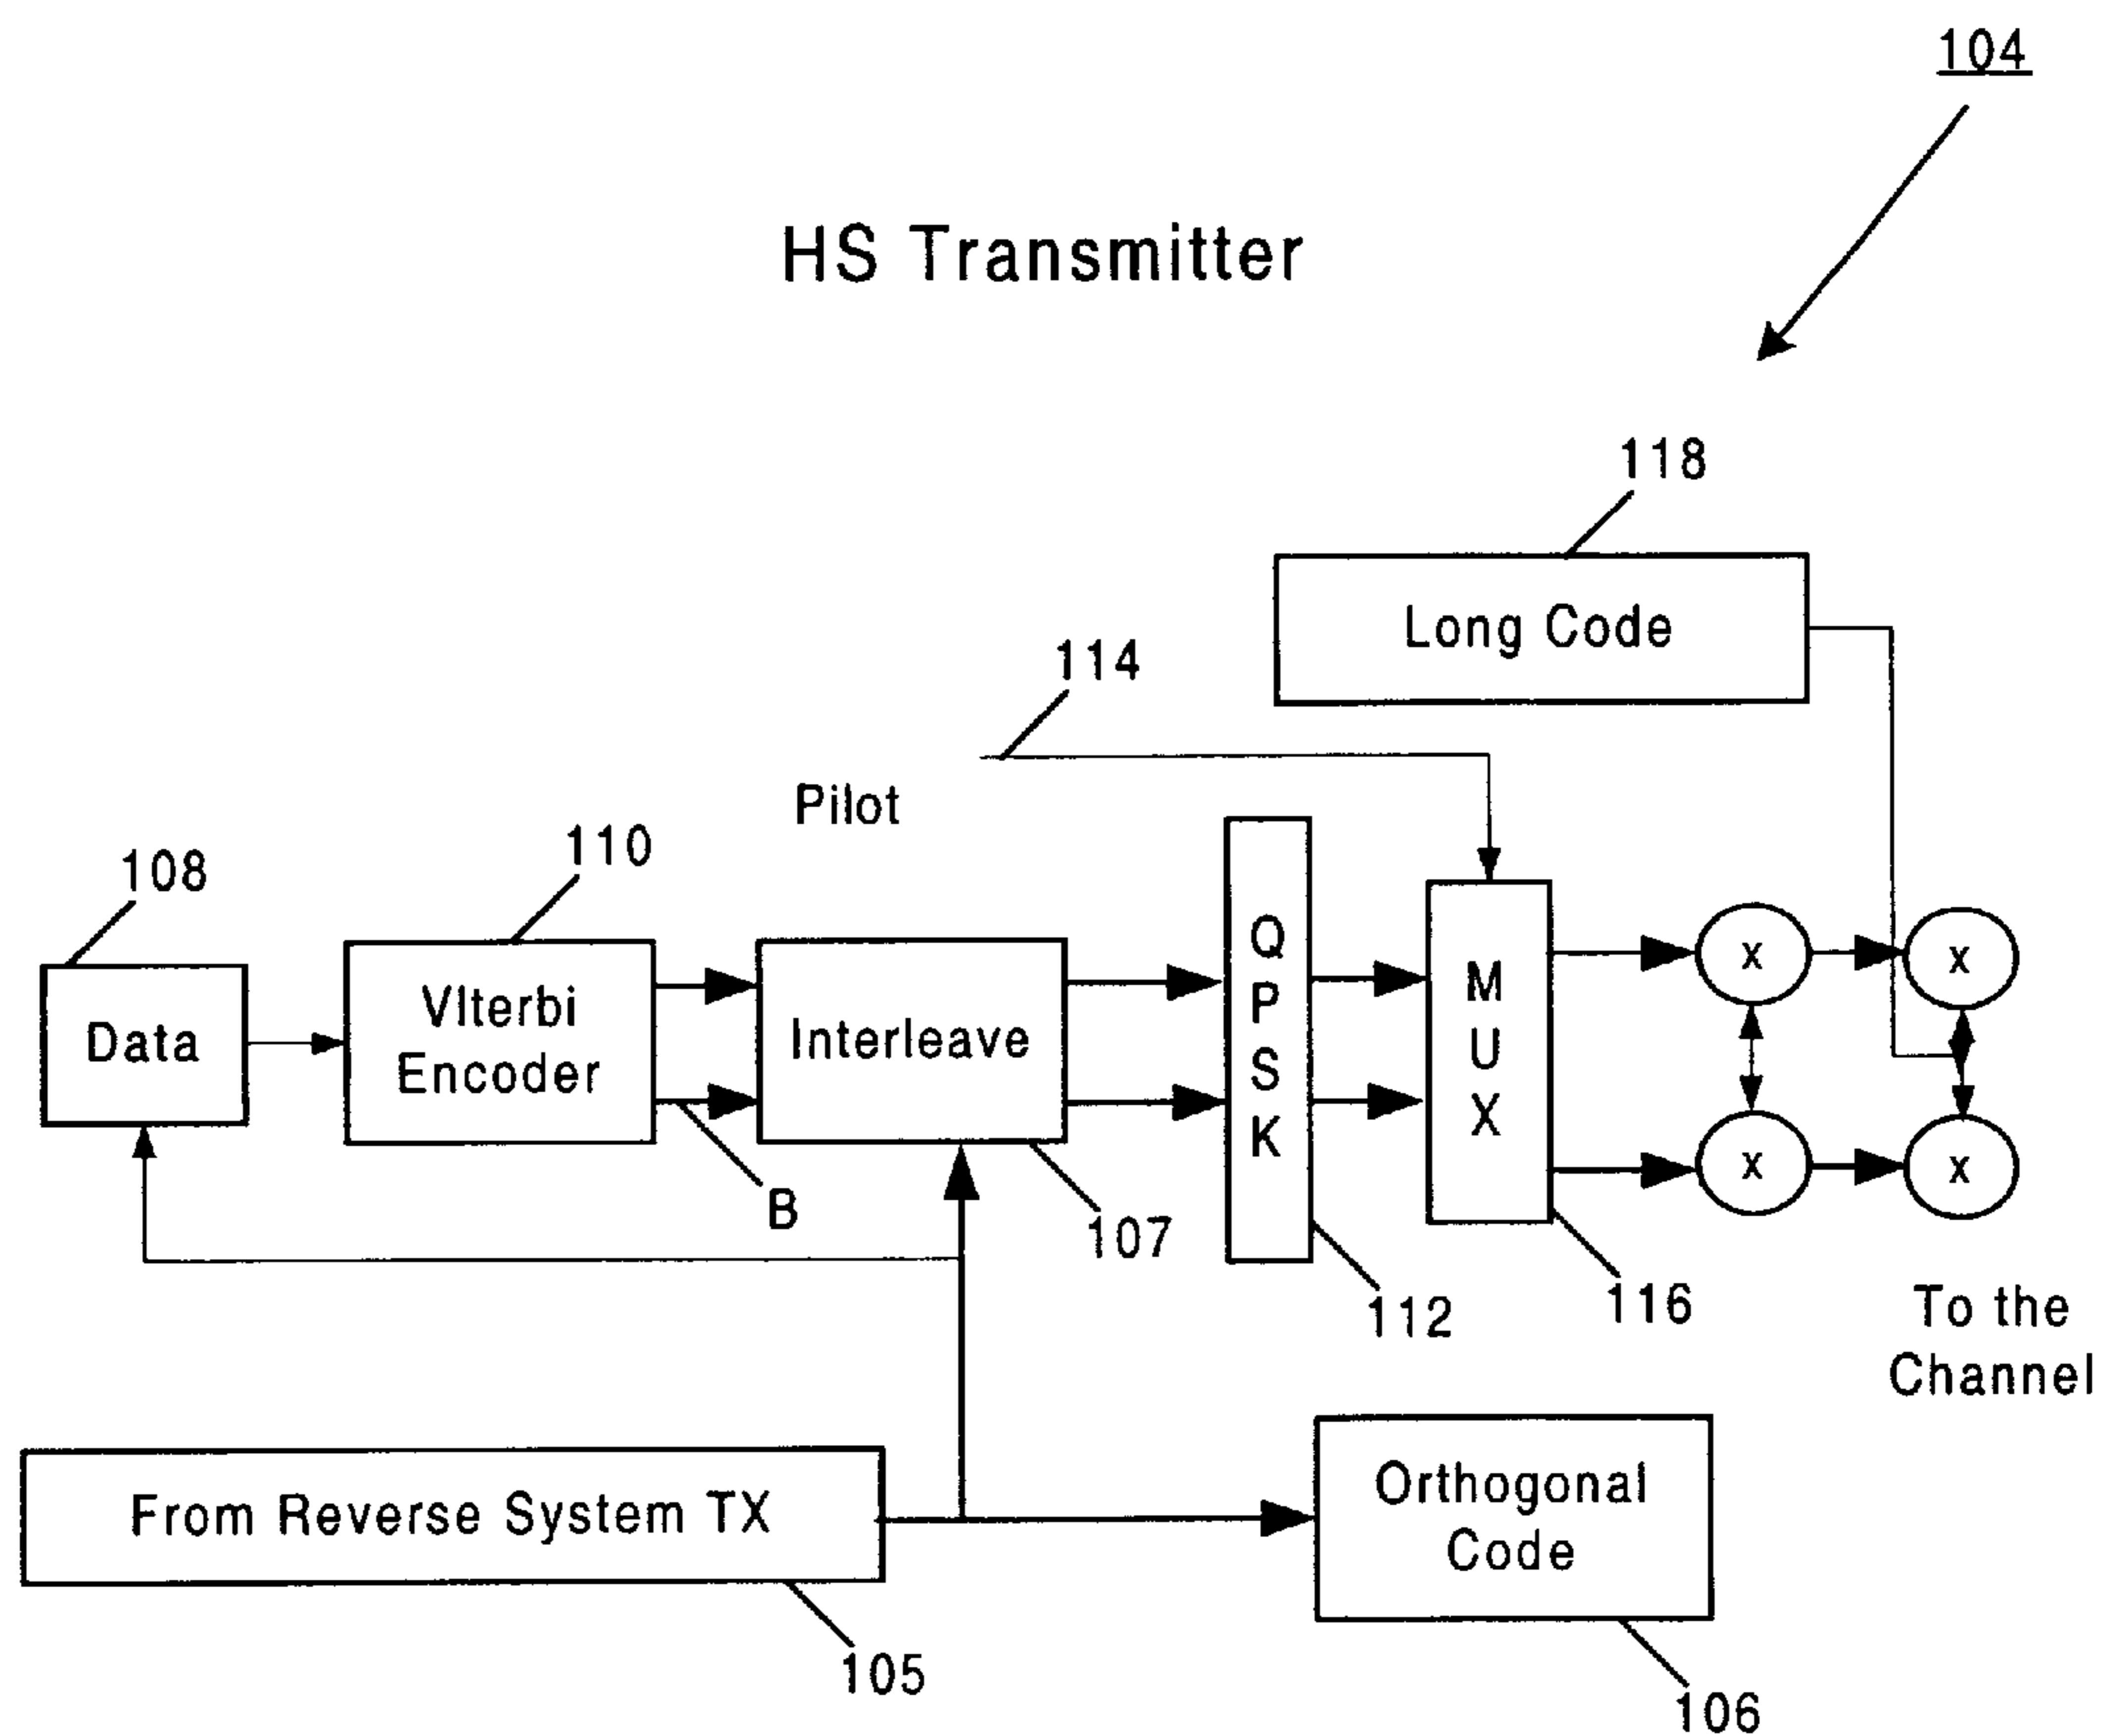 104
HS Transmitter
118
Long Code
114
Pilot
110
108
Data
VIterbi
Encoder
Interleave
Q
P
S
K
M
U
X
x
x
x
x
B
107
112
116
To the
Channel
From Reverse System TX
Orthogonal
Code
105
106